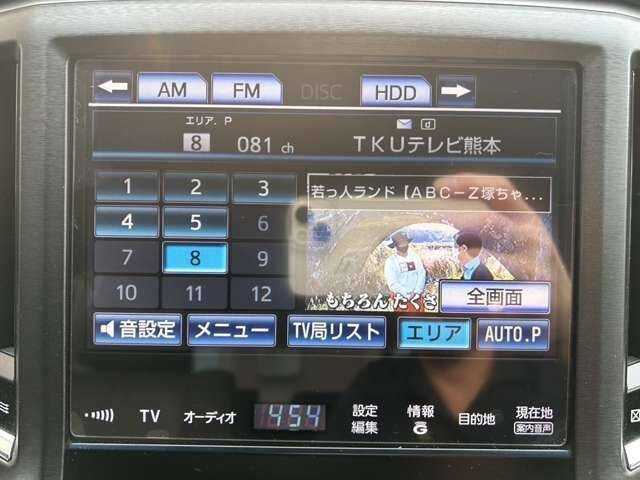 AM FM DISC HDD
エリア. P
8 081 ch TKUテレビ熊本
1 2 3
若っ人ランド【ABC-Z塚ちゃ...
4 5 6
7 8 9
もちろん たくさ
全画面
10 11 12
音設定 メニュー TV局リスト エリア AUTO.P
TV オーディオ 454 設定 編集 情報 G 目的地 現在地 案内音声